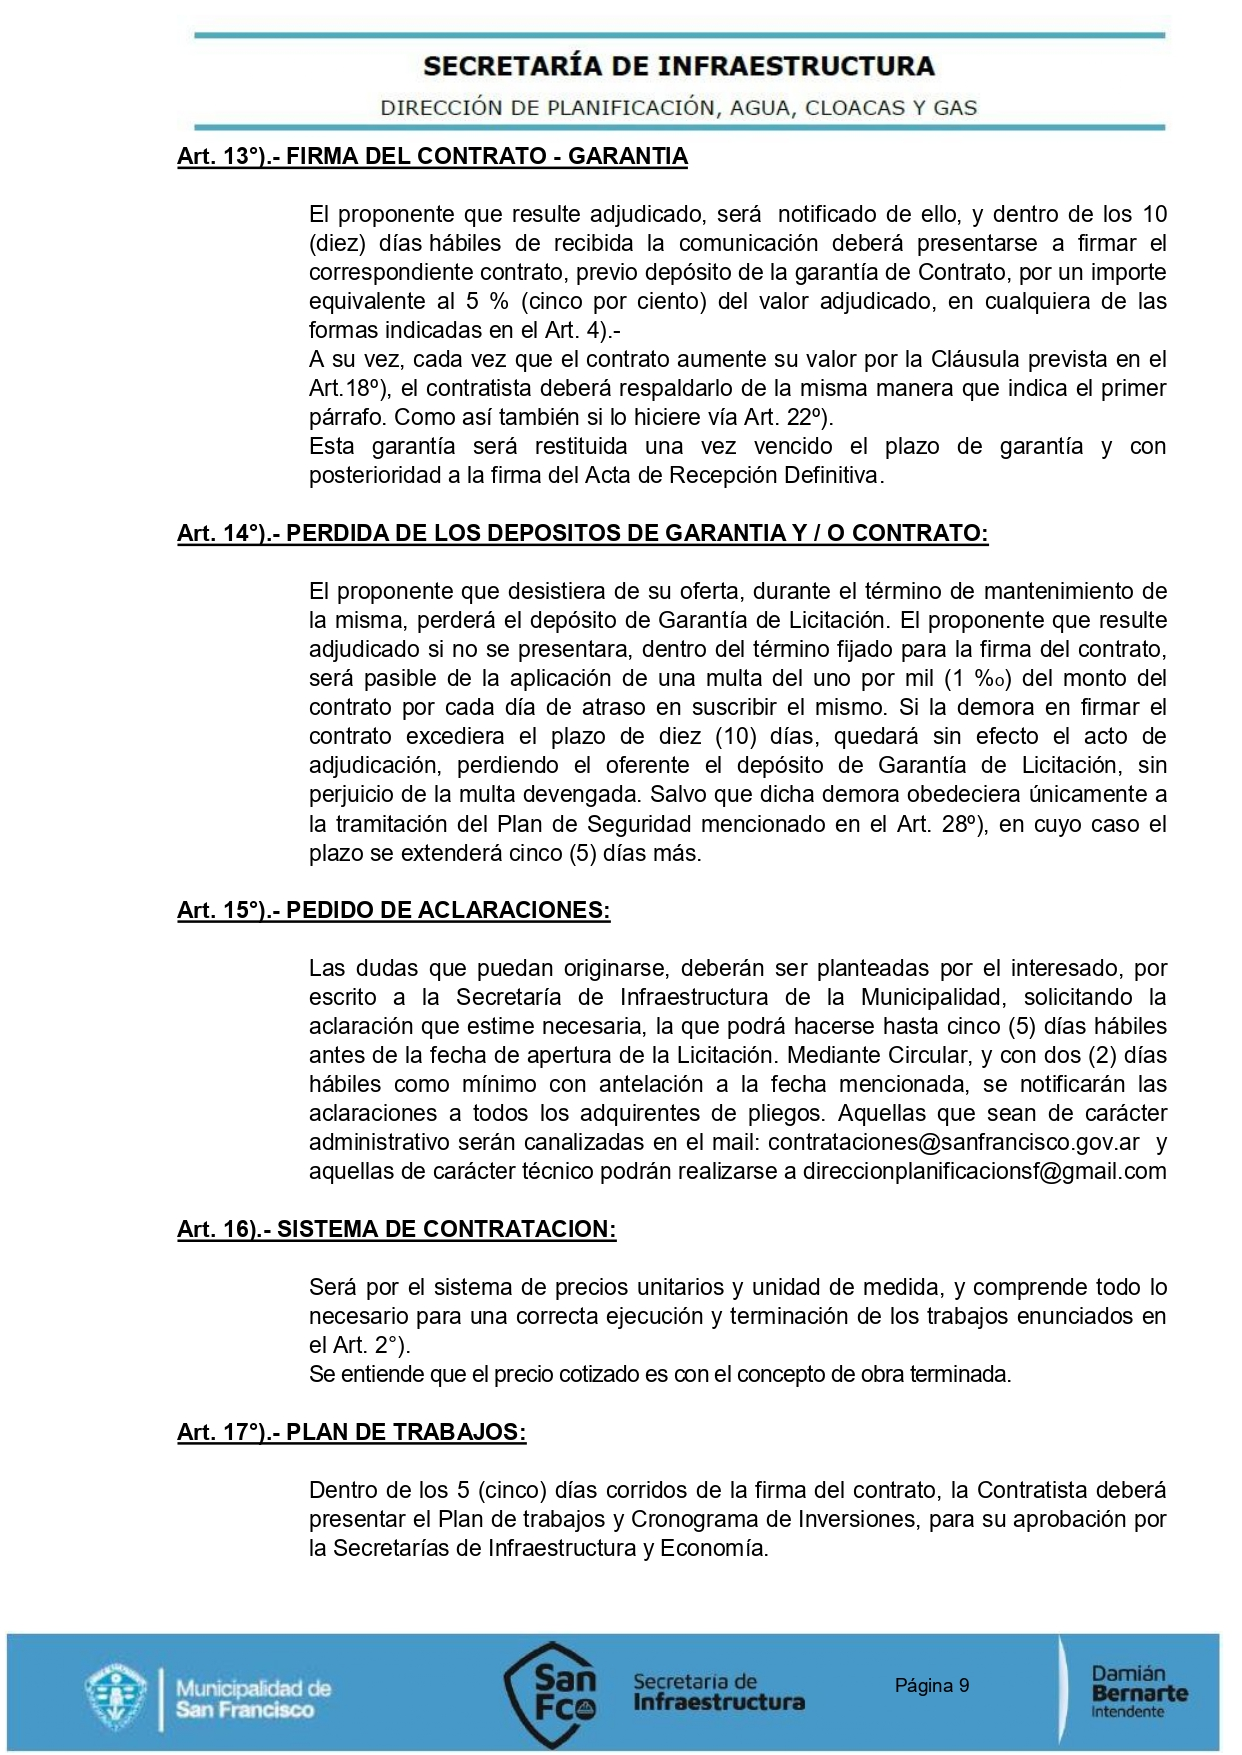 SECRETARÍA DE INFRAESTRUCTURA
DIRECCIÓN DE PLANIFICACIÓN, AGUA, CLOACAS Y GAS
Art. 13°).- FIRMA DEL CONTRATO - GARANTIA
El proponente que resulte adjudicado, será  notificado de ello, y dentro de los 10
(diez) días hábiles de recibida la comunicación deberá presentarse a firmar el
correspondiente contrato, previo depósito de la garantía de Contrato, por un importe
equivalente al 5 % (cinco por ciento) del valor adjudicado, en cualquiera de las
formas indicadas en el Art. 4).-
A su vez, cada vez que el contrato aumente su valor por la Cláusula prevista en el
Art.18º), el contratista deberá respaldarlo de la misma manera que indica el primer
párrafo. Como así también si lo hiciere vía Art. 22º).
Esta garantía será restituida una vez vencido el plazo de garantía y con
posterioridad a la firma del Acta de Recepción Definitiva.
Art. 14°).- PERDIDA DE LOS DEPOSITOS DE GARANTIA Y / O CONTRATO:
El proponente que desistiera de su oferta, durante el término de mantenimiento de
la misma, perderá el depósito de Garantía de Licitación. El proponente que resulte
adjudicado si no se presentara, dentro del término fijado para la firma del contrato,
será pasible de la aplicación de una multa del uno por mil (1 %o) del monto del
contrato por cada día de atraso en suscribir el mismo. Si la demora en firmar el
contrato excediera el plazo de diez (10) días, quedará sin efecto el acto de
adjudicación, perdiendo el oferente el depósito de Garantía de Licitación, sin
perjuicio de la multa devengada. Salvo que dicha demora obedeciera únicamente a
la tramitación del Plan de Seguridad mencionado en el Art. 28º), en cuyo caso el
plazo se extenderá cinco (5) días más.
Art. 15°).- PEDIDO DE ACLARACIONES:
Las dudas que puedan originarse, deberán ser planteadas por el interesado, por
escrito a la Secretaría de Infraestructura de la Municipalidad, solicitando la
aclaración que estime necesaria, la que podrá hacerse hasta cinco (5) días hábiles
antes de la fecha de apertura de la Licitación. Mediante Circular, y con dos (2) días
hábiles como mínimo con antelación a la fecha mencionada, se notificarán las
aclaraciones a todos los adquirentes de pliegos. Aquellas que sean de carácter
administrativo serán canalizadas en el mail: contrataciones@sanfrancisco.gov.ar  y
aquellas de carácter técnico podrán realizarse a direccionplanificacionsf@gmail.com
Art. 16).- SISTEMA DE CONTRATACION:
Será por el sistema de precios unitarios y unidad de medida, y comprende todo lo
necesario para una correcta ejecución y terminación de los trabajos enunciados en
el Art. 2°).
Se entiende que el precio cotizado es con el concepto de obra terminada.
Art. 17°).- PLAN DE TRABAJOS:
Dentro de los 5 (cinco) días corridos de la firma del contrato, la Contratista deberá
presentar el Plan de trabajos y Cronograma de Inversiones, para su aprobación por
la Secretarías de Infraestructura y Economía.
Municipalidad de
San Francisco
San
Fco
Secretaría de
Infraestructura
Página 9
Damián
Bernarte
Intendente